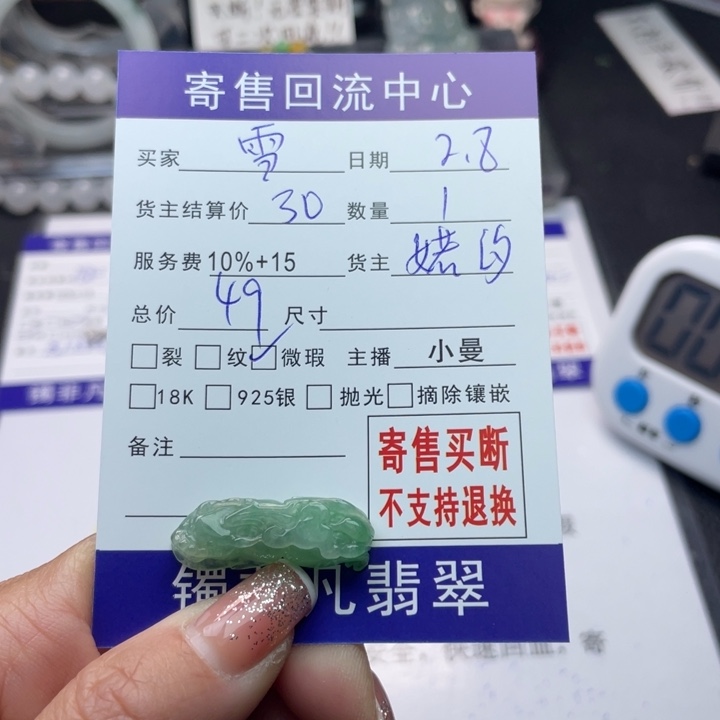 寄售回流中心
买家 雪 日期 2.8
货主结算价 30 数量 1
服务费 10%+15 货主
总价 49 尺寸
裂 纹 微瑕 主播 小曼
18K 925银 抛光 摘除镶嵌
备注
寄售买断
不支持退换
镯非凡翡翠